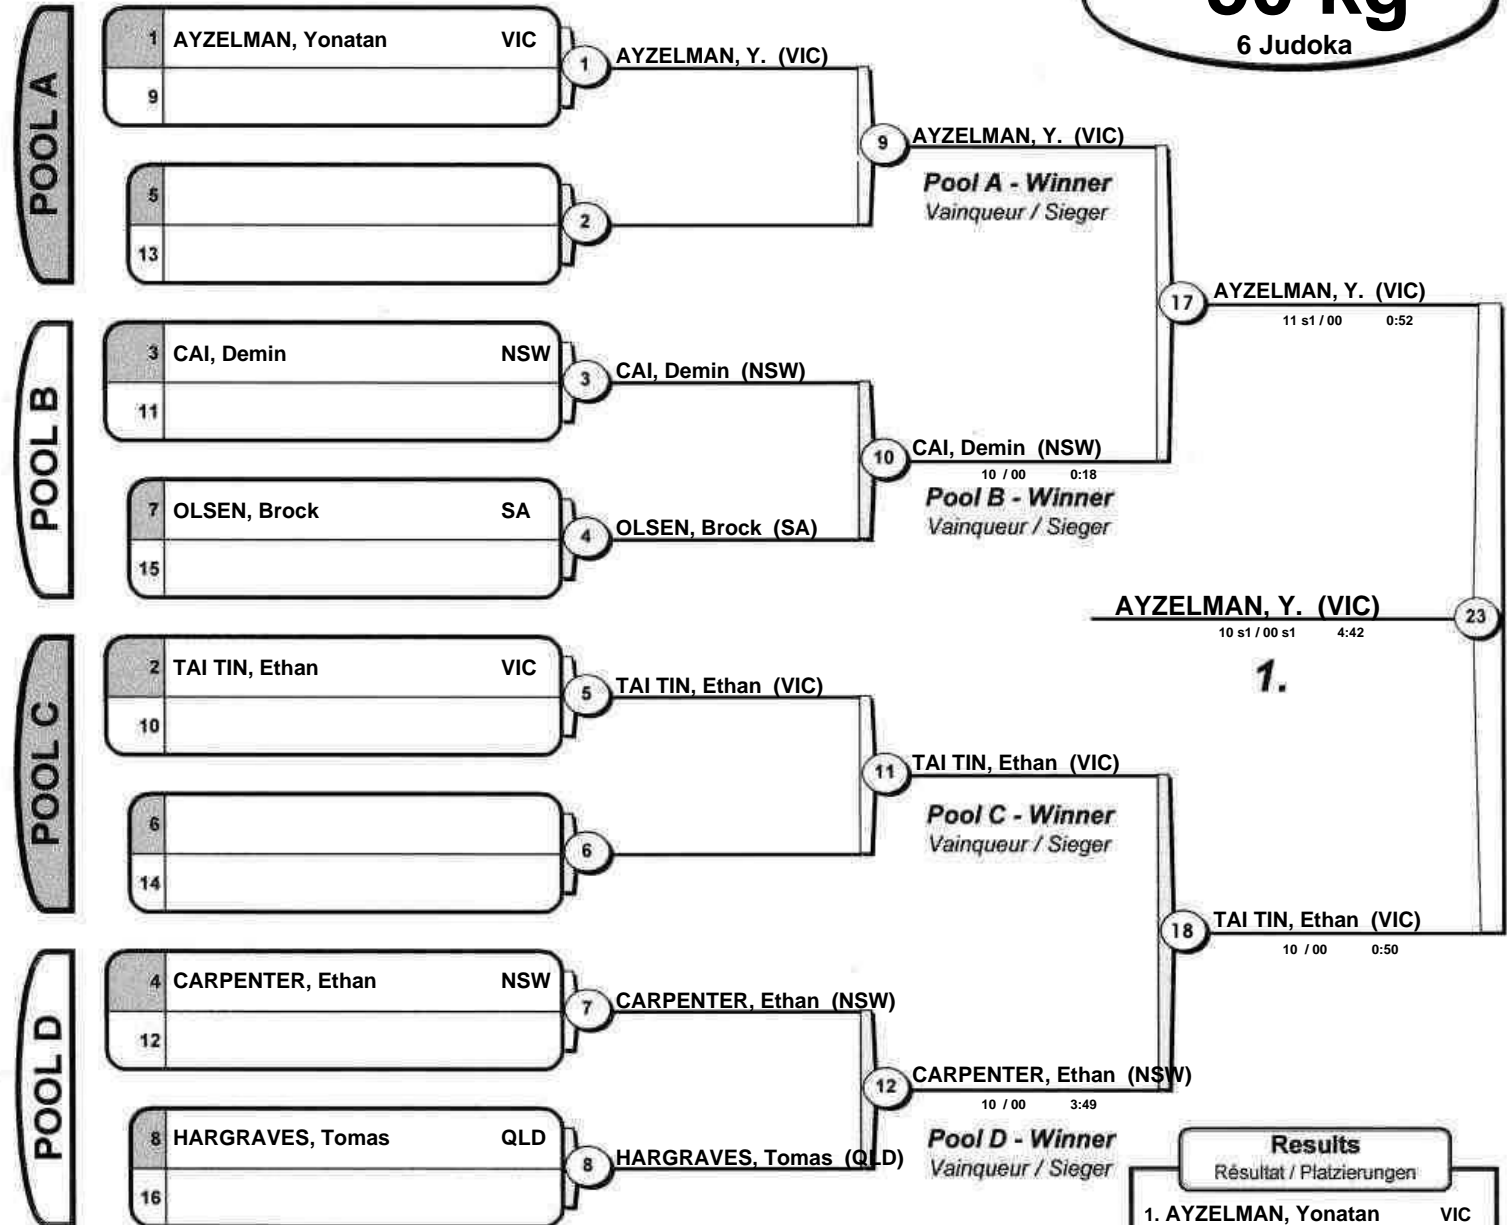 kg
6 Judoka
POOL A
1 AYZELMAN, Yonatan VIC
9
1 AYZELMAN, Y. (VIC)
5
13
2
9 AYZELMAN, Y. (VIC)
Pool A - Winner
Vainqueur / Sieger
POOL B
3 CAI, Demin NSW
11
3 CAI, Demin (NSW)
7 OLSEN, Brock SA
15
4 OLSEN, Brock (SA)
10 CAI, Demin (NSW)
10 / 00 0:18
Pool B - Winner
Vainqueur / Sieger
17 AYZELMAN, Y. (VIC)
11 s1 / 00 0:52
AYZELMAN, Y. (VIC) 23
10 s1 / 00 s1 4:42
1.
POOL C
2 TAI TIN, Ethan VIC
10
5 TAI TIN, Ethan (VIC)
6
14
6
11 TAI TIN, Ethan (VIC)
Pool C - Winner
Vainqueur / Sieger
18 TAI TIN, Ethan (VIC)
10 / 00 0:50
POOL D
4 CARPENTER, Ethan NSW
12
7 CARPENTER, Ethan (NSW)
8 HARGRAVES, Tomas QLD
16
8 HARGRAVES, Tomas (QLD)
12 CARPENTER, Ethan (NSW)
10 / 00 3:49
Pool D - Winner
Vainqueur / Sieger
Results
Résultat / Platzierungen
1. AYZELMAN, Yonatan VIC